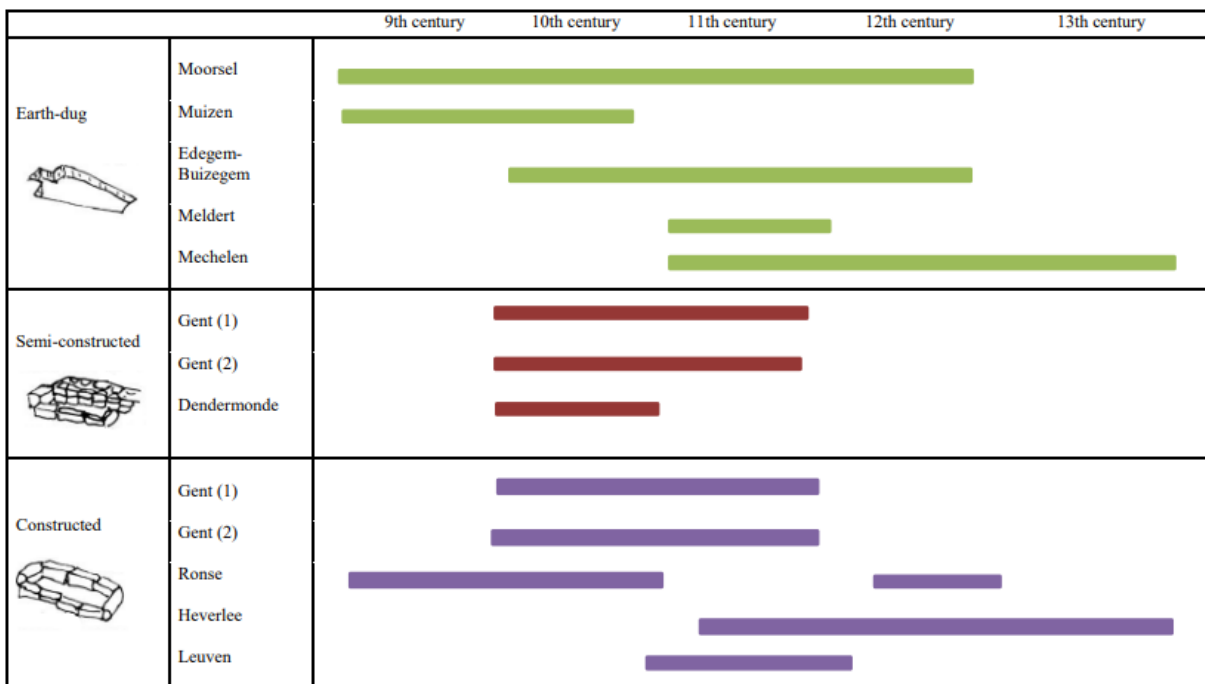 9th century 10th century 11th century 12th century 13th century
Earth-dug
Moorsel
Muizen
Edegem-
Buizegem
Meldert
Mechelen
Semi-constructed
Gent (1)
Gent (2)
Dendermonde
Constructed
Gent (1)
Gent (2)
Ronse
Heverlee
Leuven